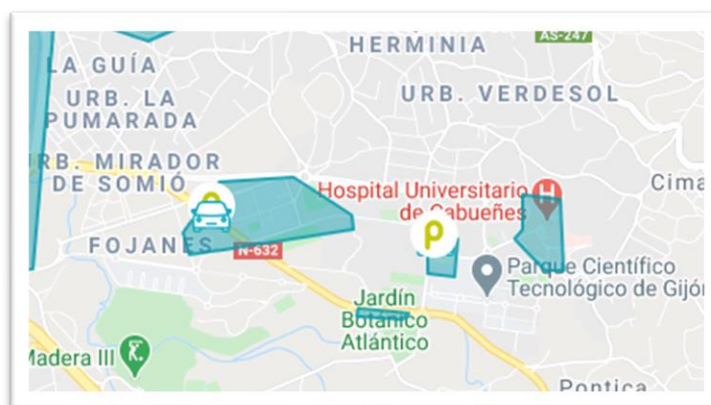 AS-247
HERMINIA
LA GUÍA
URB. LA
PUMARADA
URB. VERDESOL
RB. MIRADOR
DE SOMIÓ
Hospital Universitario
de Cabueñes
H
Cima
P
FOJANES
N-632
Parque Científico
Tecnológico de Gijón
Jardín
Botánico
Atlántico
Madera III
Pontica